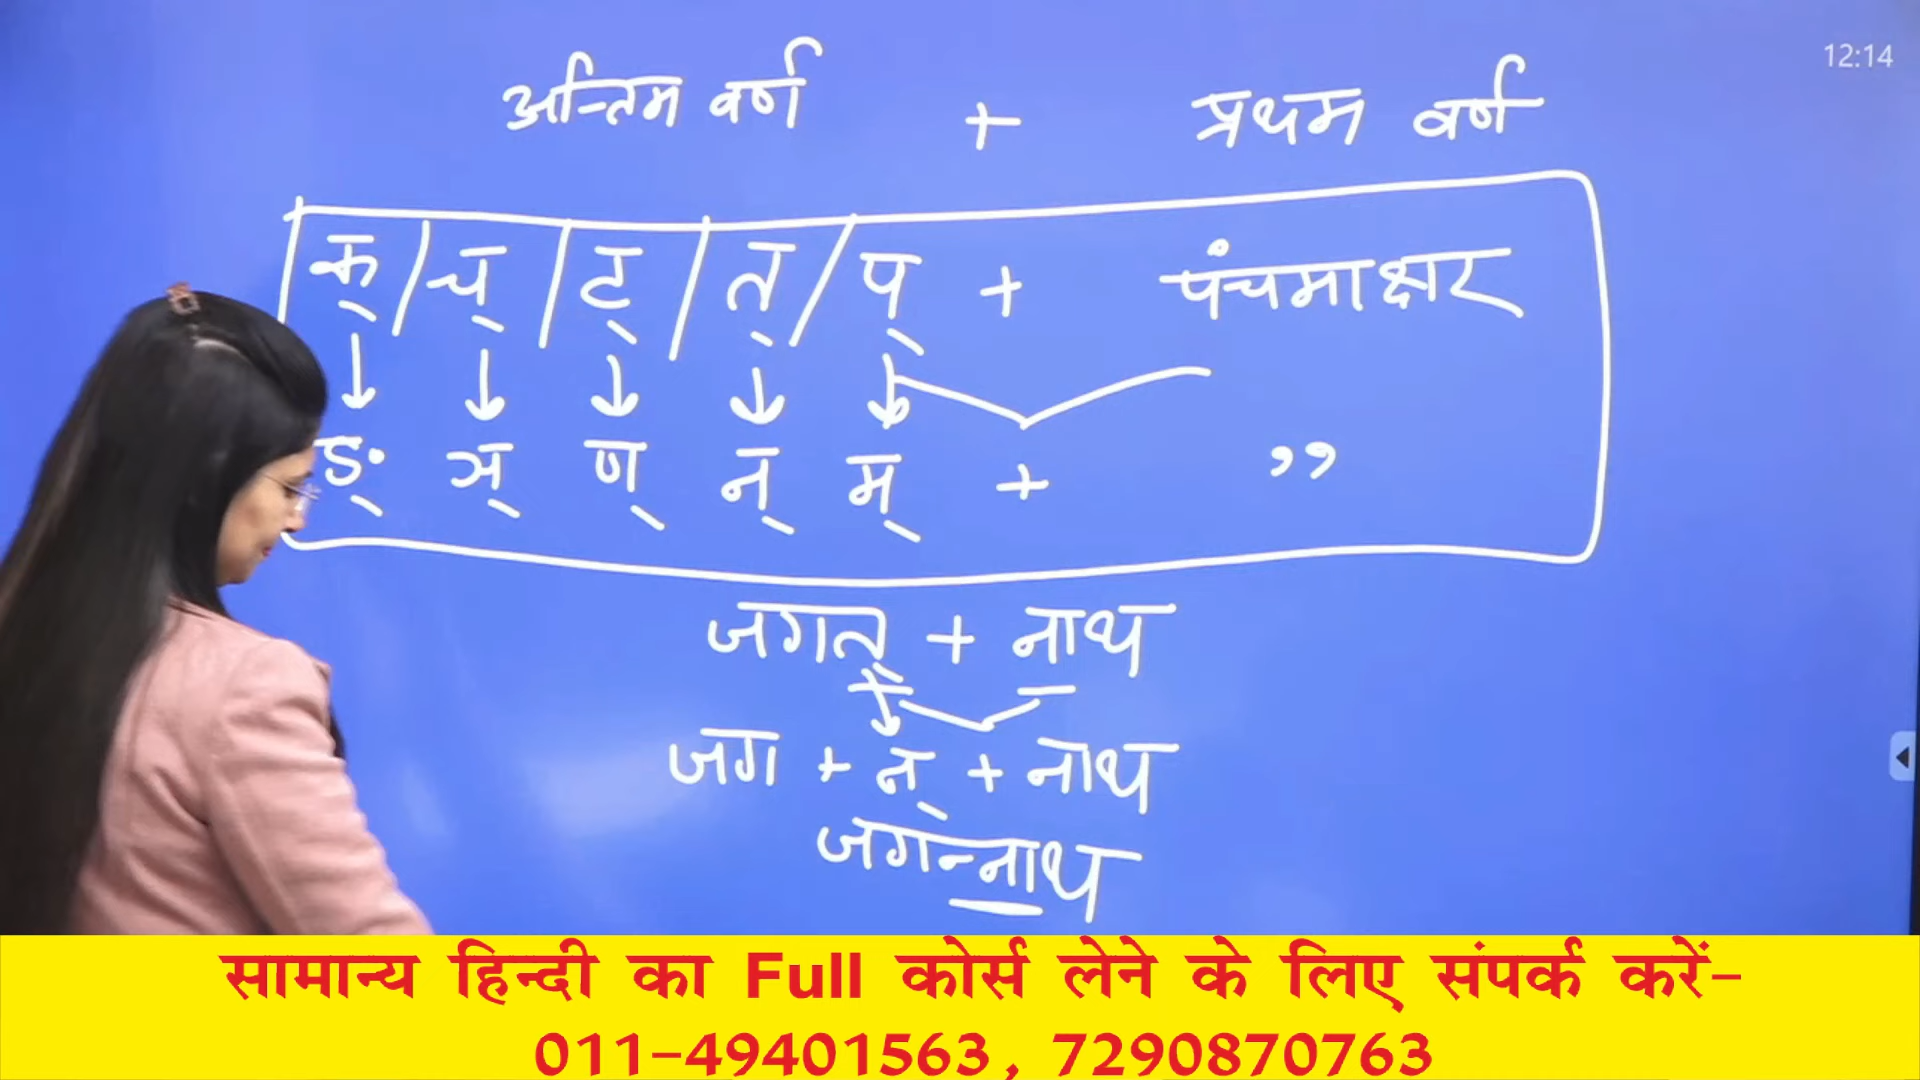 12:14
अन्तिम वर्ण + प्रथम वर्ण
क् / च् / ट् / त् / प् + पंचमाक्षर
ङ् ञ् ण् न् म् + ,,
जगत् + नाथ
जग + न् + नाथ
जगन्नाथ
सामान्य हिन्दी का Full कोर्स लेने के लिए संपर्क करें-
011-49401563, 7290870763